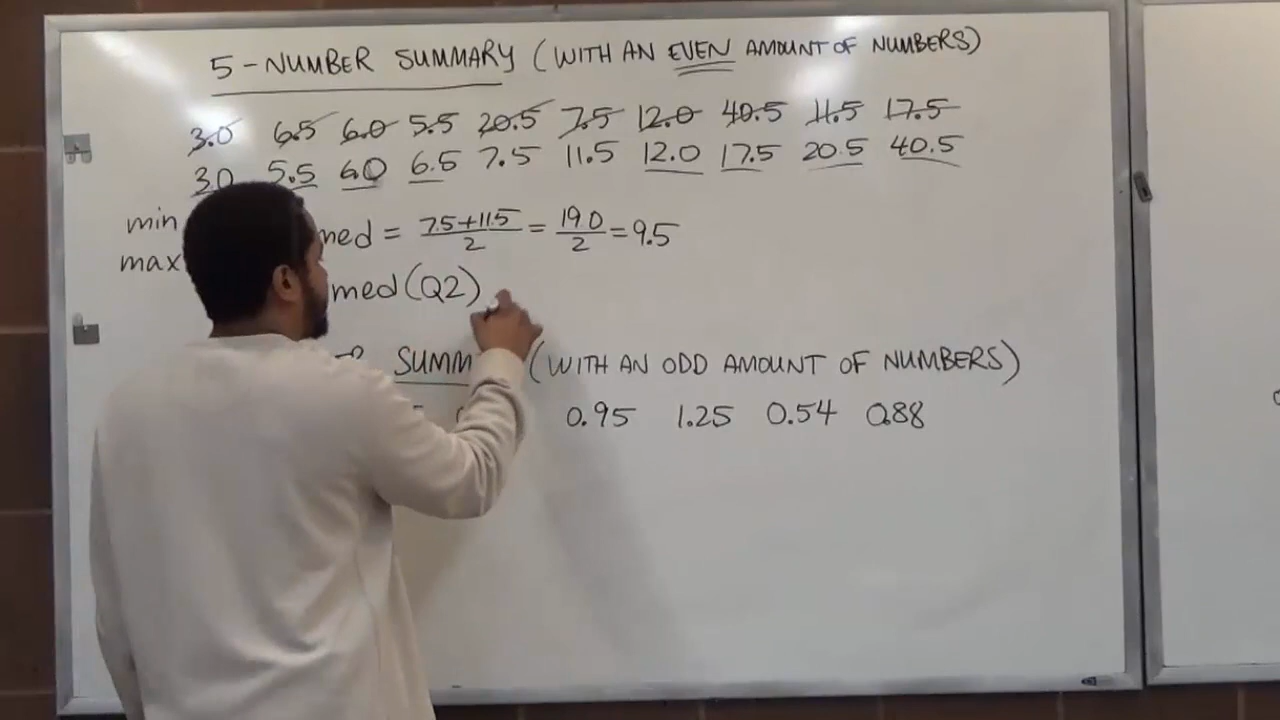 5-NUMBER SUMMARY (WITH AN EVEN AMOUNT OF NUMBERS)
3.0 6.5 6.0 5.5 20.5 7.5 12.0 40.5 11.5 17.5
3.0 5.5 6.0 6.5 7.5 11.5 12.0 17.5 20.5 40.5
min med = 7.5+11.5/2 = 19.0/2 = 9.5
max
med(Q2)
SUMM (WITH AN ODD AMOUNT OF NUMBERS)
0.95 1.25 0.54 0.88